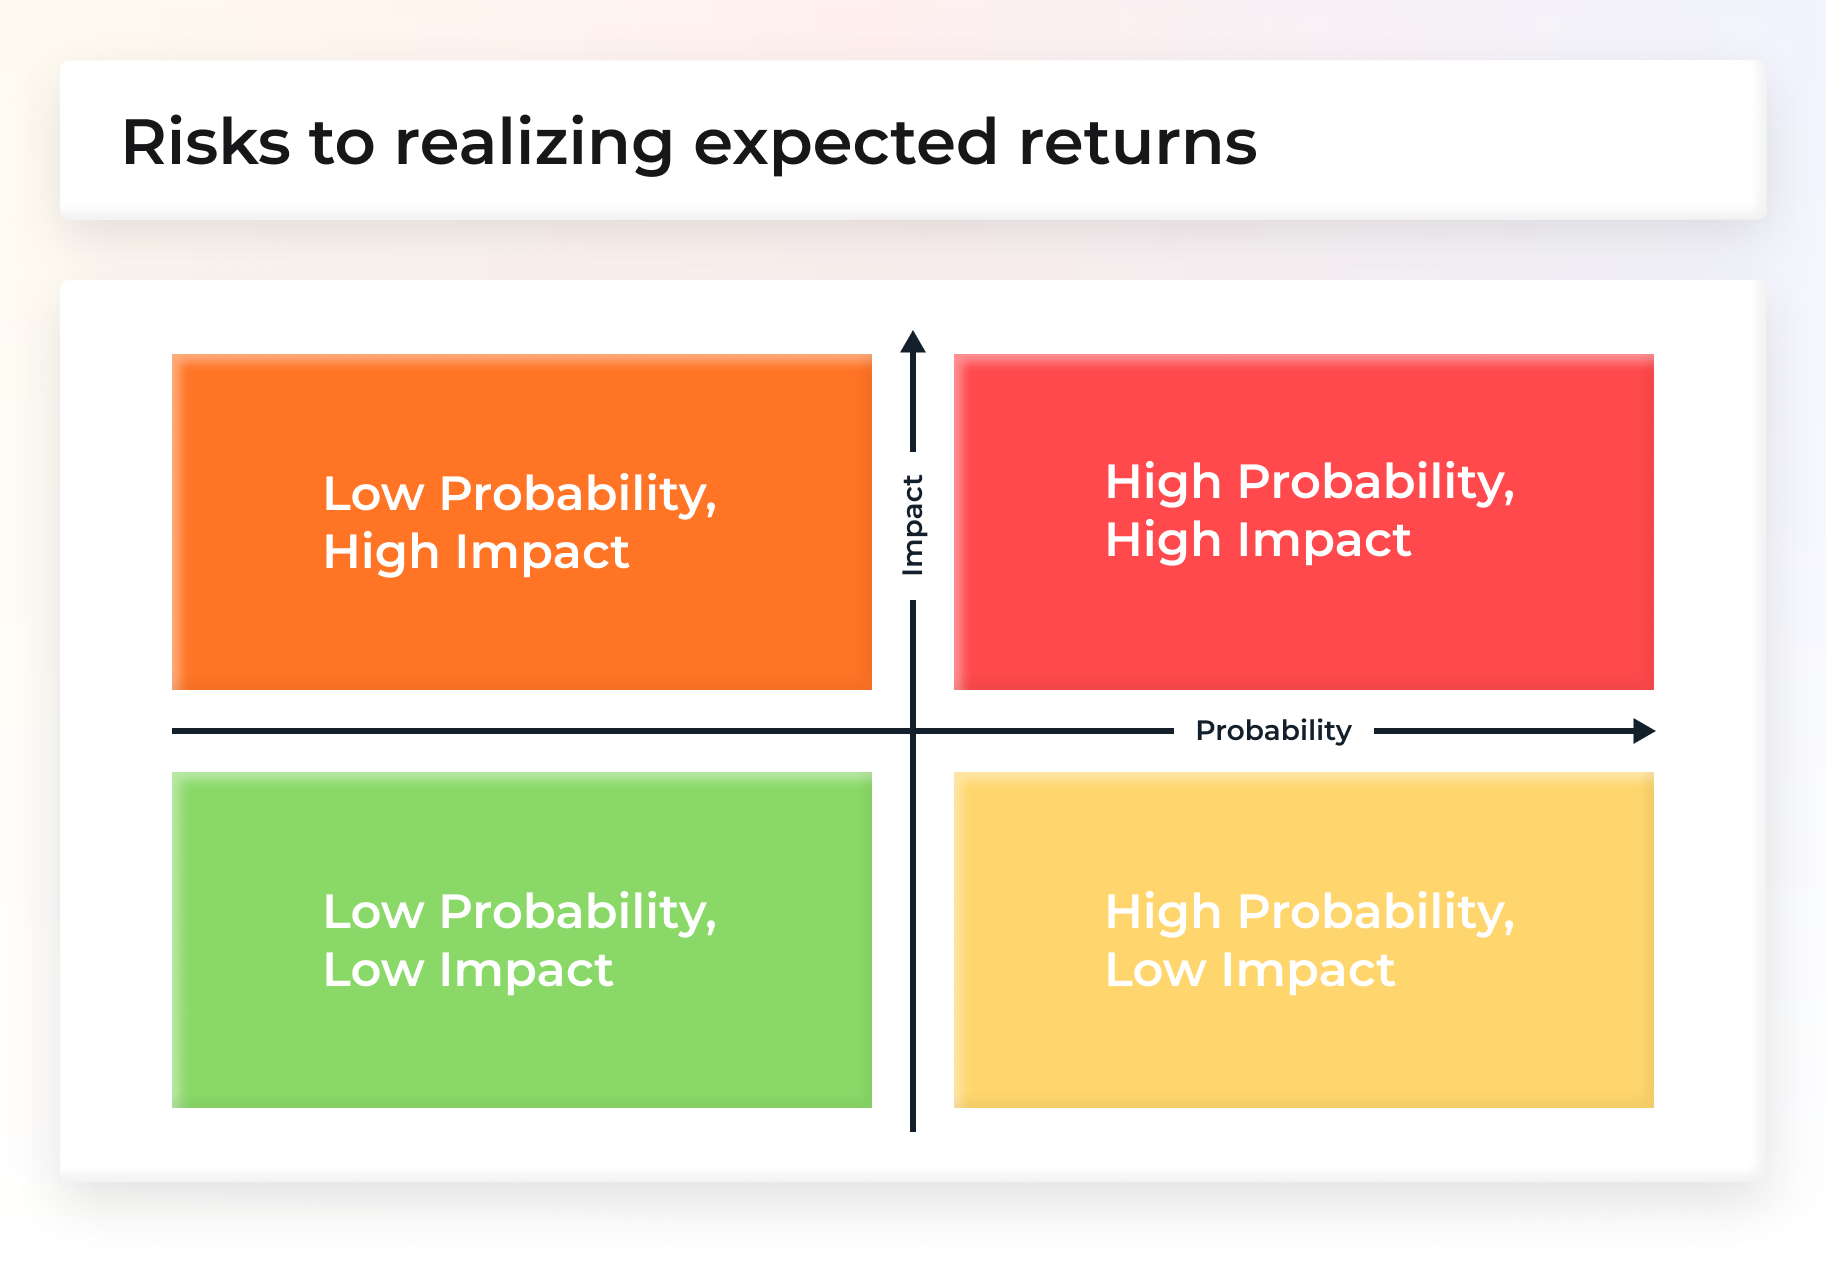 Risks to realizing expected returns
Low Probability,
High Impact
Impact
High Probability,
High Impact
Probability
Low Probability,
Low Impact
High Probability,
Low Impact